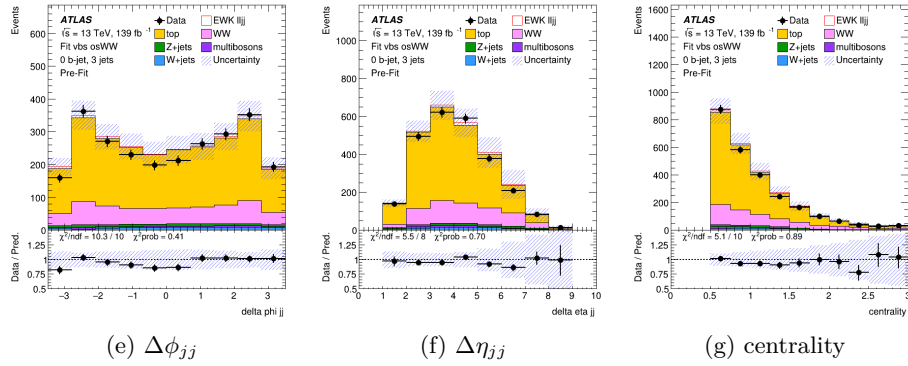 Events
600
500
400
300
200
100
0
ATLAS
√s = 13 TeV, 139 fb⁻¹
Fit vbs osWW
0 b-jet, 3 jets
Pre-Fit
Data
EWK lljj
top
WW
Z+jets
multibosons
W+jets
Uncertainty
Data / Pred.
1.25
1
0.75
0.5
χ²/ndf = 10.3 / 10 χ²prob = 0.41
−3 −2 −1 0 1 2 3
delta phi jj
(e) Δϕjj
Events
1000
800
600
400
200
0
ATLAS
√s = 13 TeV, 139 fb⁻¹
Fit vbs osWW
0 b-jet, 3 jets
Pre-Fit
Data
EWK lljj
top
WW
Z+jets
multibosons
W+jets
Uncertainty
Data / Pred.
1.25
1
0.75
0.5
χ²/ndf = 5.5 / 8 χ²prob = 0.70
0 1 2 3 4 5 6 7 8 9 10
delta eta jj
(f) Δηjj
Events
1600
1400
1200
1000
800
600
400
200
0
ATLAS
√s = 13 TeV, 139 fb⁻¹
Fit vbs osWW
0 b-jet, 3 jets
Pre-Fit
Data
EWK lljj
top
WW
Z+jets
multibosons
W+jets
Uncertainty
Data / Pred.
1.25
1
0.75
0.5
χ²/ndf = 5.1 / 10 χ²prob = 0.89
0 0.5 1 1.5 2 2.5 3
centrality
(g) centrality